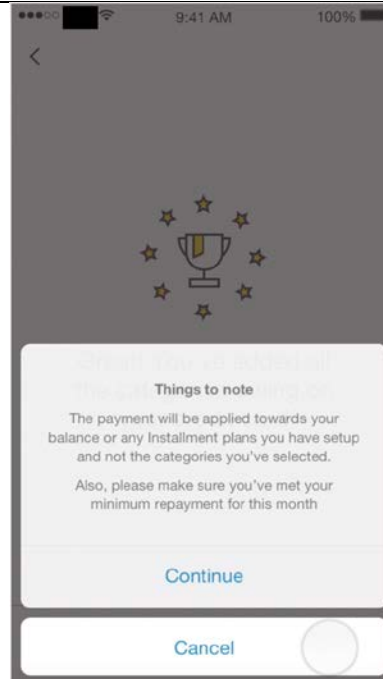 9:41 AM 100%
Things to note
The payment will be applied towards your
balance or any Installment plans you have setup
and not the categories you've selected.
Also, please make sure you've met your
minimum repayment for this month
Continue
Cancel